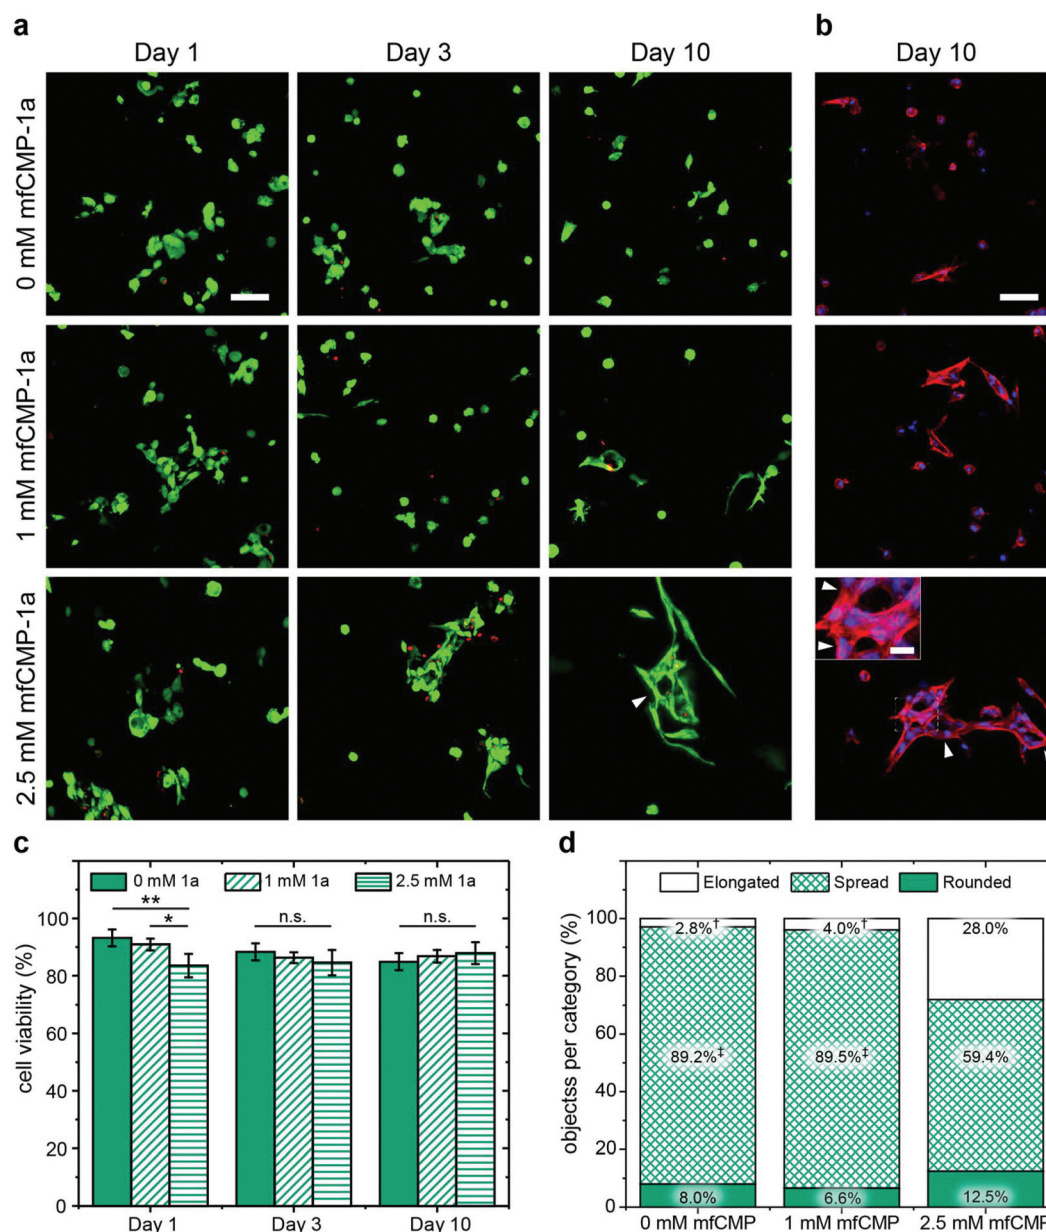 a
b
Day 1
Day 3
Day 10
Day 10
0 mM mfCMP-1a
1 mM mfCMP-1a
2.5 mM mfCMP-1a
c
d
0 mM 1a
1 mM 1a
2.5 mM 1a
**
*
n.s.
n.s.
cell viability (%)
100
80
60
40
20
0
Day 1
Day 3
Day 10
Elongated
Spread
Rounded
objectss per category (%)
100
80
60
40
20
0
2.8%†
4.0%†
28.0%
89.2%‡
89.5%‡
59.4%
8.0%
6.6%
12.5%
0 mM mfCMP
1 mM mfCMP
2.5 mM mfCMP